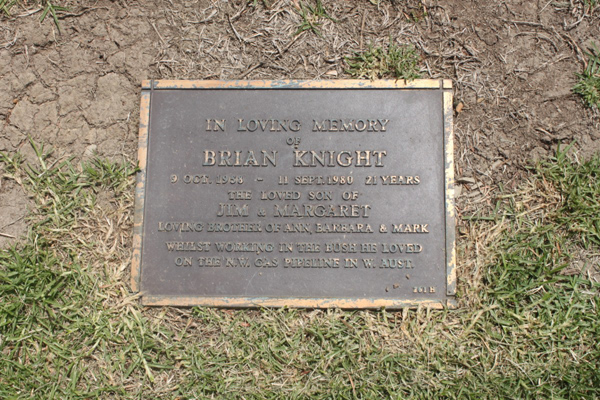 IN LOVING MEMORY
OF
BRIAN KNIGHT
9 OCT. 1958 - 11 SEPT. 1980 21 YEARS
THE LOVED SON OF
JIM & MARGARET
LOVING BROTHER OF ANN, BARBARA & MARK
WHILST WORKING IN THE BUSH HE LOVED
ON THE N.W. GAS PIPELINE IN W. AUST.
261 H